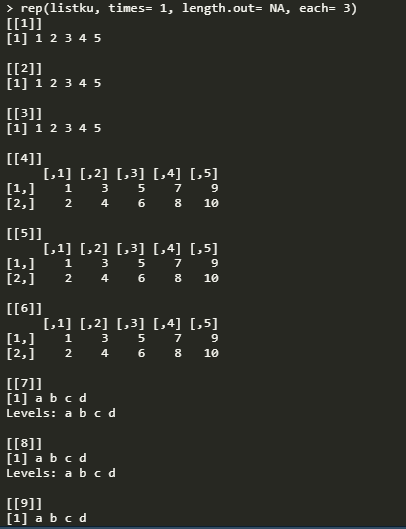 > rep(listku, times= 1, length.out= NA, each= 3)
[[1]]
[1] 1 2 3 4 5
[[2]]
[1] 1 2 3 4 5
[[3]]
[1] 1 2 3 4 5
[[4]]
[,1] [,2] [,3] [,4] [,5]
[1,] 1 3 5 7 9
[2,] 2 4 6 8 10
[[5]]
[,1] [,2] [,3] [,4] [,5]
[1,] 1 3 5 7 9
[2,] 2 4 6 8 10
[[6]]
[,1] [,2] [,3] [,4] [,5]
[1,] 1 3 5 7 9
[2,] 2 4 6 8 10
[[7]]
[1] a b c d
Levels: a b c d
[[8]]
[1] a b c d
Levels: a b c d
[[9]]
[1] a b c d